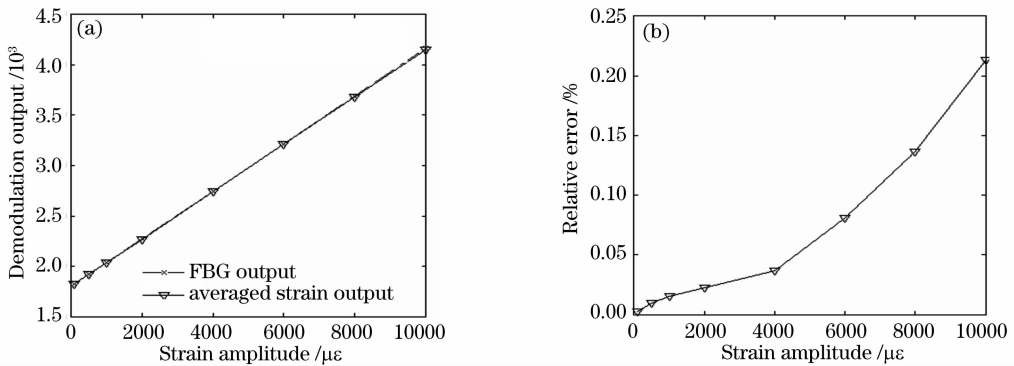 (a)
Demodulation output /10³
4.5
4.0
3.5
3.0
2.5
2.0
1.5
FBG output
averaged strain output
0 2000 4000 6000 8000 10000
Strain amplitude /με
(b)
Relative error /%
0.25
0.20
0.15
0.10
0.05
0.00
0 2000 4000 6000 8000 10000
Strain amplitude /με